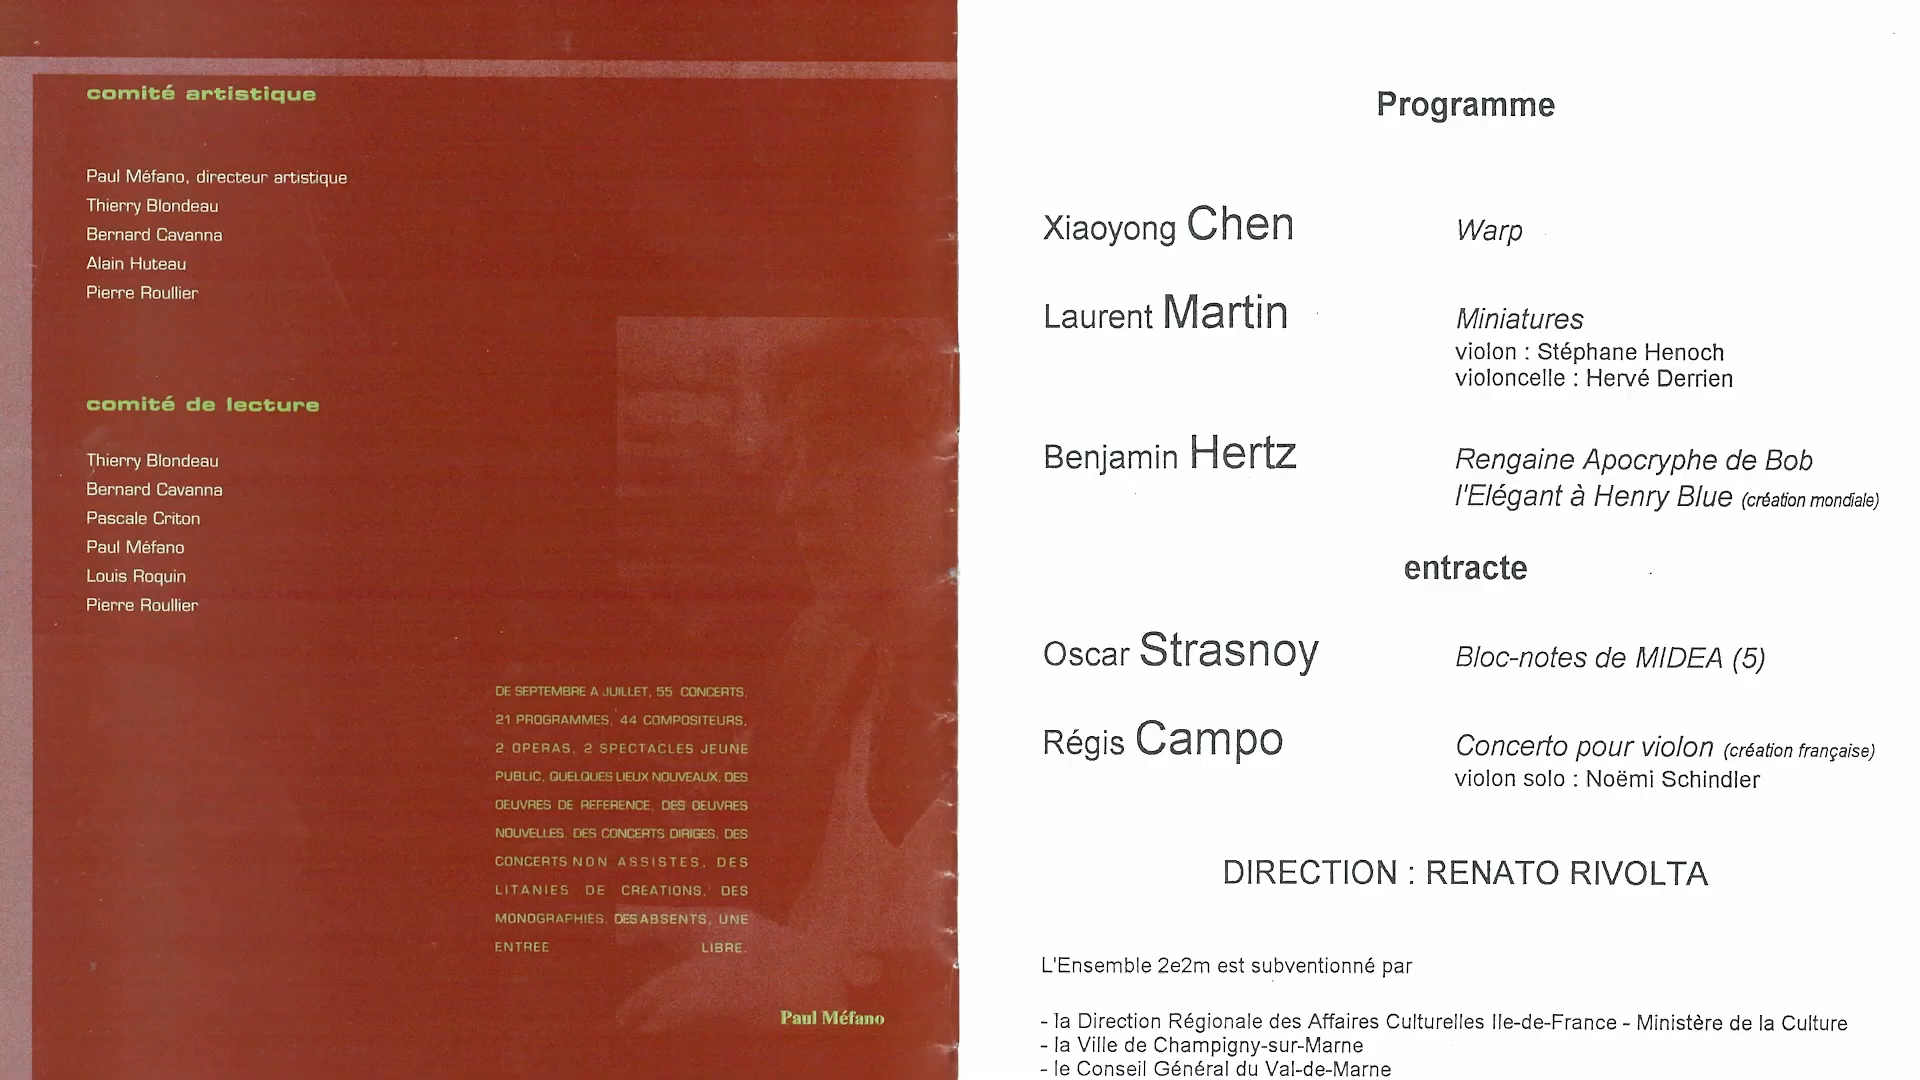 comité artistique
Paul Méfano, directeur artistique
Thierry Blondeau
Bernard Cavanna
Alain Huteau
Pierre Roullier
comité de lecture
Thierry Blondeau
Bernard Cavanna
Pascale Criton
Paul Méfano
Louis Roquin
Pierre Roullier
DE SEPTEMBRE A JUILLET, 55 CONCERTS,
21 PROGRAMMES, 44 COMPOSITEURS,
2 OPERAS, 2 SPECTACLES JEUNE
PUBLIC, QUELQUES LIEUX NOUVEAUX, DES
OEUVRES DE REFERENCE, DES OEUVRES
NOUVELLES, DES CONCERTS DIRIGES, DES
CONCERTS NON ASSISTES, DES
LITANIES DE CREATIONS, DES
MONOGRAPHIES, DES ABSENTS, UNE
ENTREE LIBRE.
Paul Méfano
Programme
Xiaoyong Chen Warp
Laurent Martin Miniatures
violon : Stéphane Henoch
violoncelle : Hervé Derrien
Benjamin Hertz Rengaine Apocryphe de Bob
l'Elégant à Henry Blue (création mondiale)
entracte
Oscar Strasnoy Bloc-notes de MIDEA (5)
Régis Campo Concerto pour violon (création française)
violon solo : Noëmi Schindler
DIRECTION : RENATO RIVOLTA
L'Ensemble 2e2m est subventionné par
- la Direction Régionale des Affaires Culturelles Ile-de-France - Ministère de la Culture
- la Ville de Champigny-sur-Marne
- le Conseil Général du Val-de-Marne